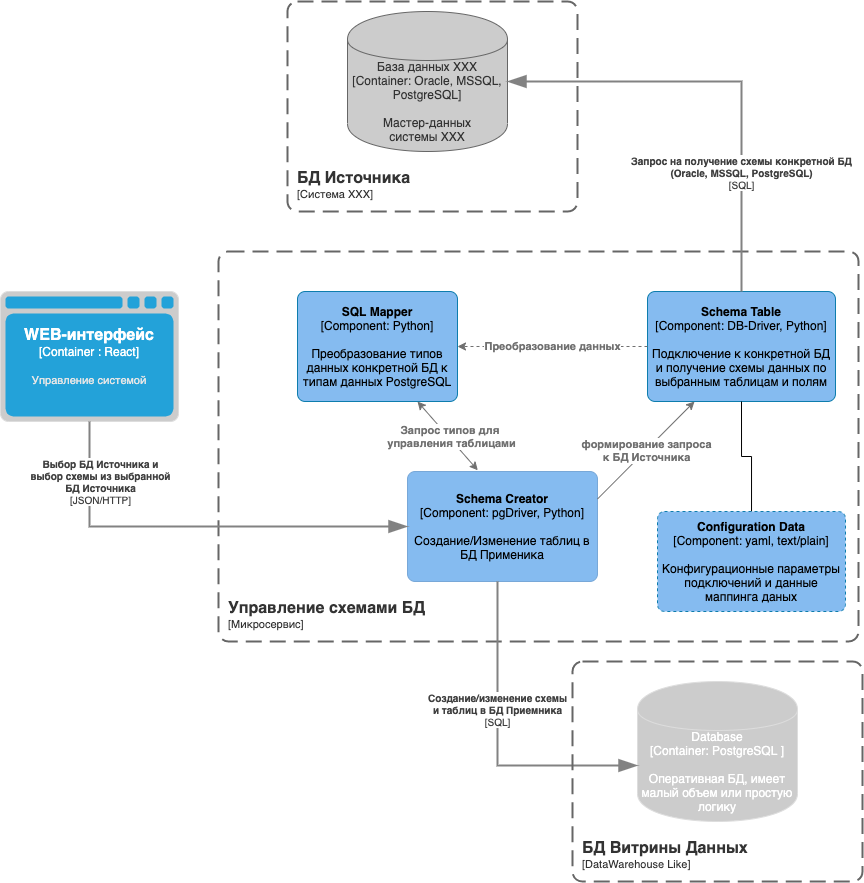 База данных XXX
[Container: Oracle, MSSQL,
PostgreSQL]
Мастер-данных
системы XXX
БД Источника
[Система XXX]
Запрос на получение схемы конкретной БД
(Oracle, MSSQL, PostgreSQL)
[SQL]
WEB-интерфейс
[Container : React]
Управление системой
SQL Mapper
[Component: Python]
Преобразование типов
данных конкретной БД к
типам данных PostgreSQL
Преобразование данных
Schema Table
[Component: DB-Driver, Python]
Подключение к конкретной БД
и получение схемы данных по
выбранным таблицам и полям
Запрос типов для
управления таблицами
формирование запроса
к БД Источника
Выбор БД Источника и
выбор схемы из выбранной
БД Источника
[JSON/HTTP]
Schema Creator
[Component: pgDriver, Python]
Создание/Изменение таблиц в
БД Применика
Configuration Data
[Component: yaml, text/plain]
Конфигурационные параметры
подключений и данные
маппинга даных
Управление схемами БД
[Микросервис]
Создание/изменение схемы
и таблиц в БД Приемника
[SQL]
Database
[Container: PostgreSQL ]
Оперативная БД, имеет
малый объем или простую
логику
БД Витрины Данных
[DataWarehouse Like]